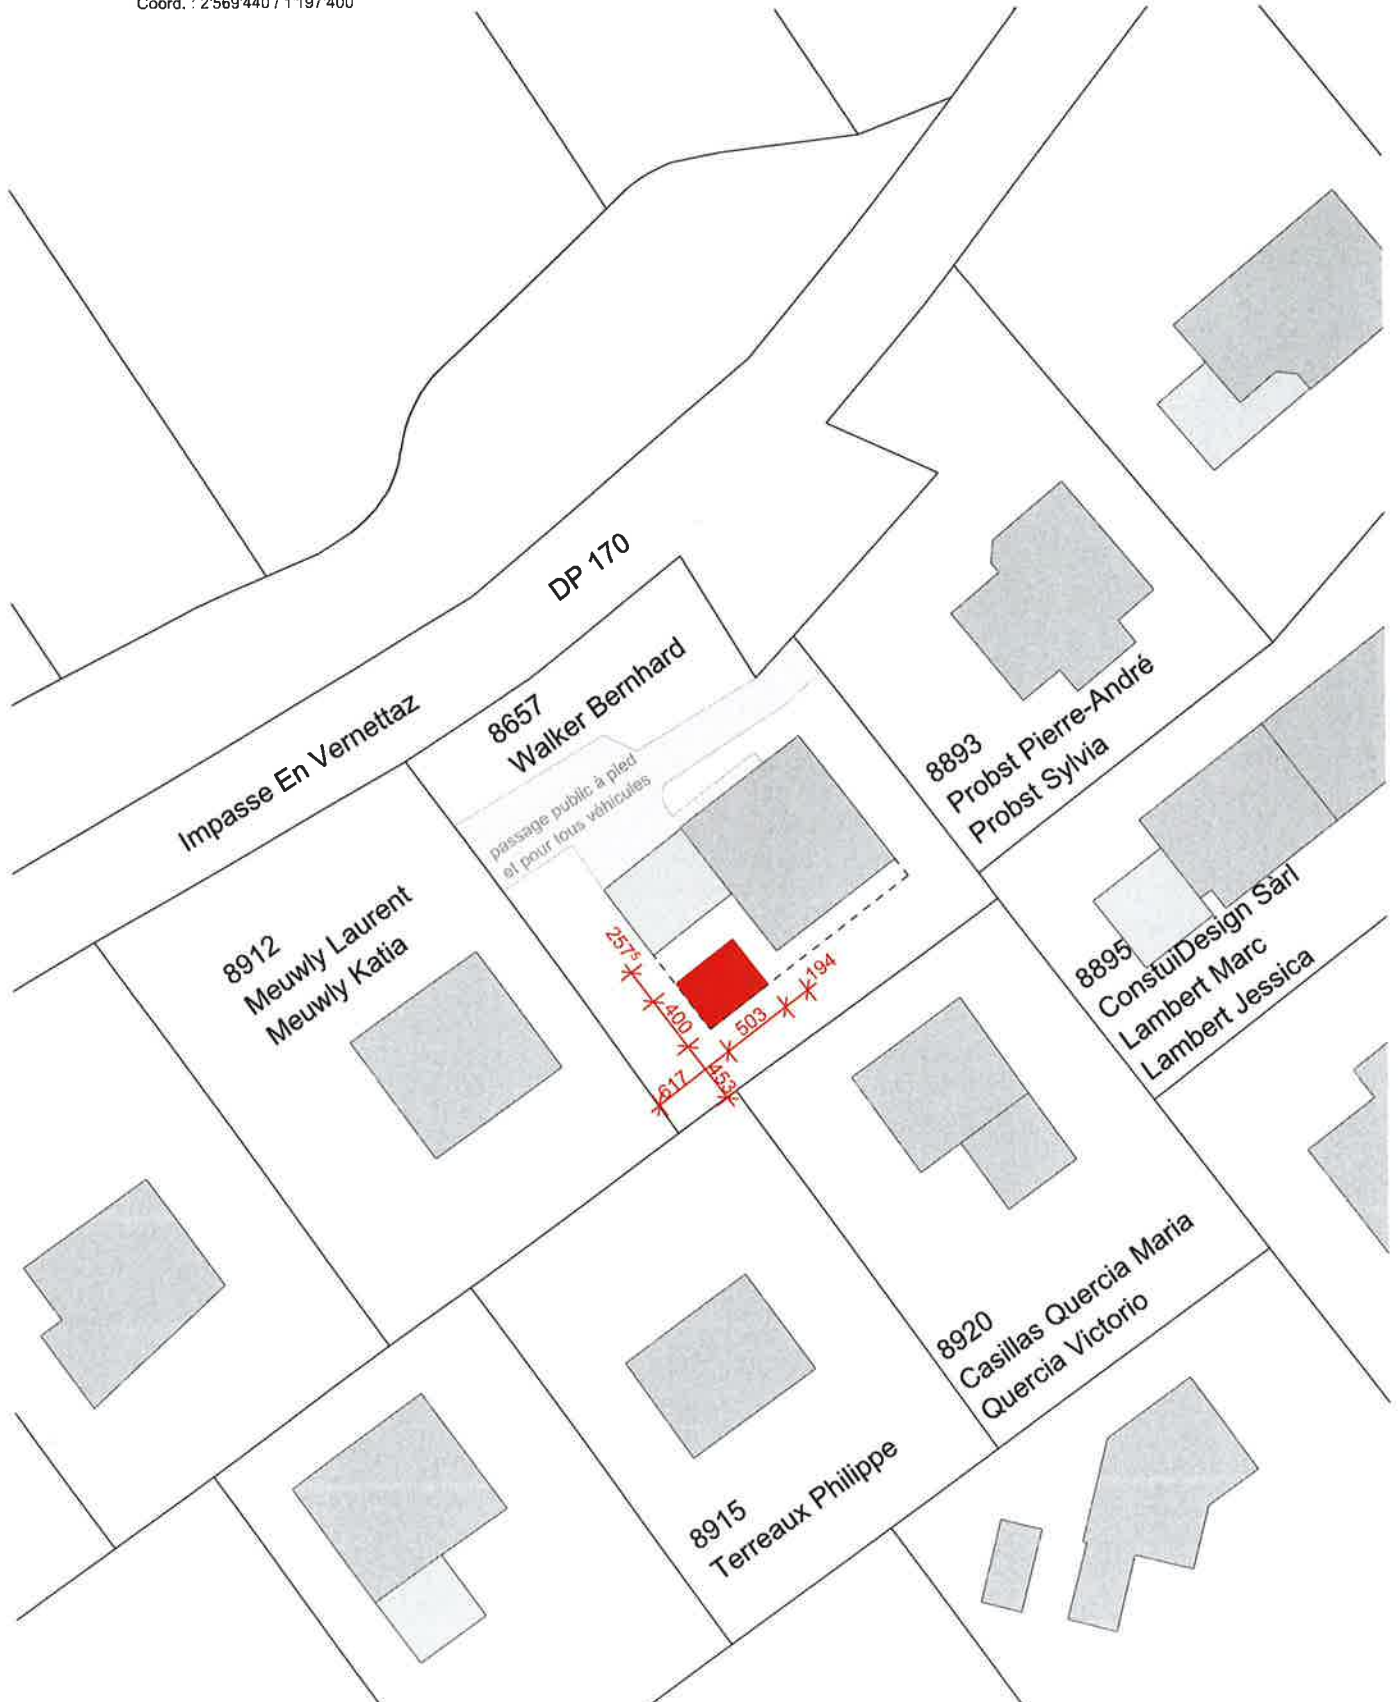 Coord. : 2'569'440 / 1'197'400
DP 170
Impasse En Vernettaz
8657
Walker Bernhard
passage public à pied
et pour tous véhicules
8893
Probst Pierre-André
Probst Sylvia
8912
Meuwly Laurent
Meuwly Katia
8895
ConstuiDesign Sàrl
Lambert Marc
Lambert Jessica
257⁵
400
503
194
617
453⁵
8920
Casillas Quercia Maria
Quercia Victorio
8915
Terreaux Philippe